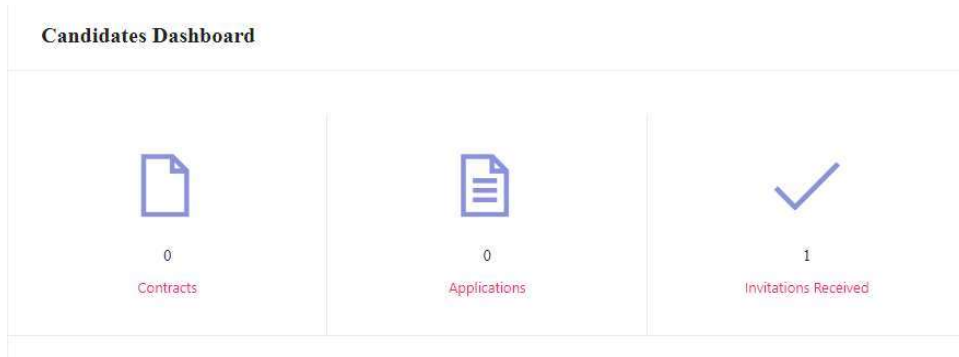 Candidates Dashboard
0
Contracts
0
Applications
1
Invitations Received